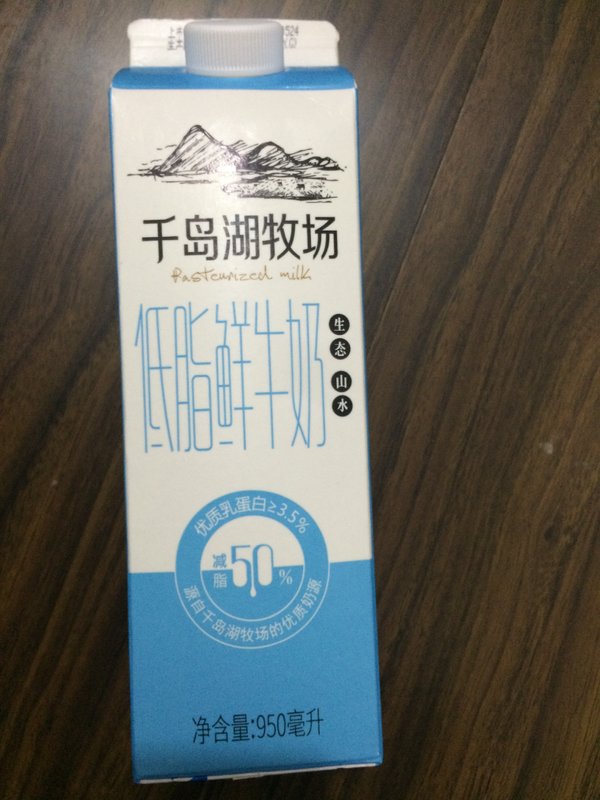 千岛湖牧场
Pasteurized milk
低脂鲜牛奶
生态 山水
优质乳蛋白≥3.5%
减脂50%
源自千岛湖牧场的优质奶源
净含量:950毫升